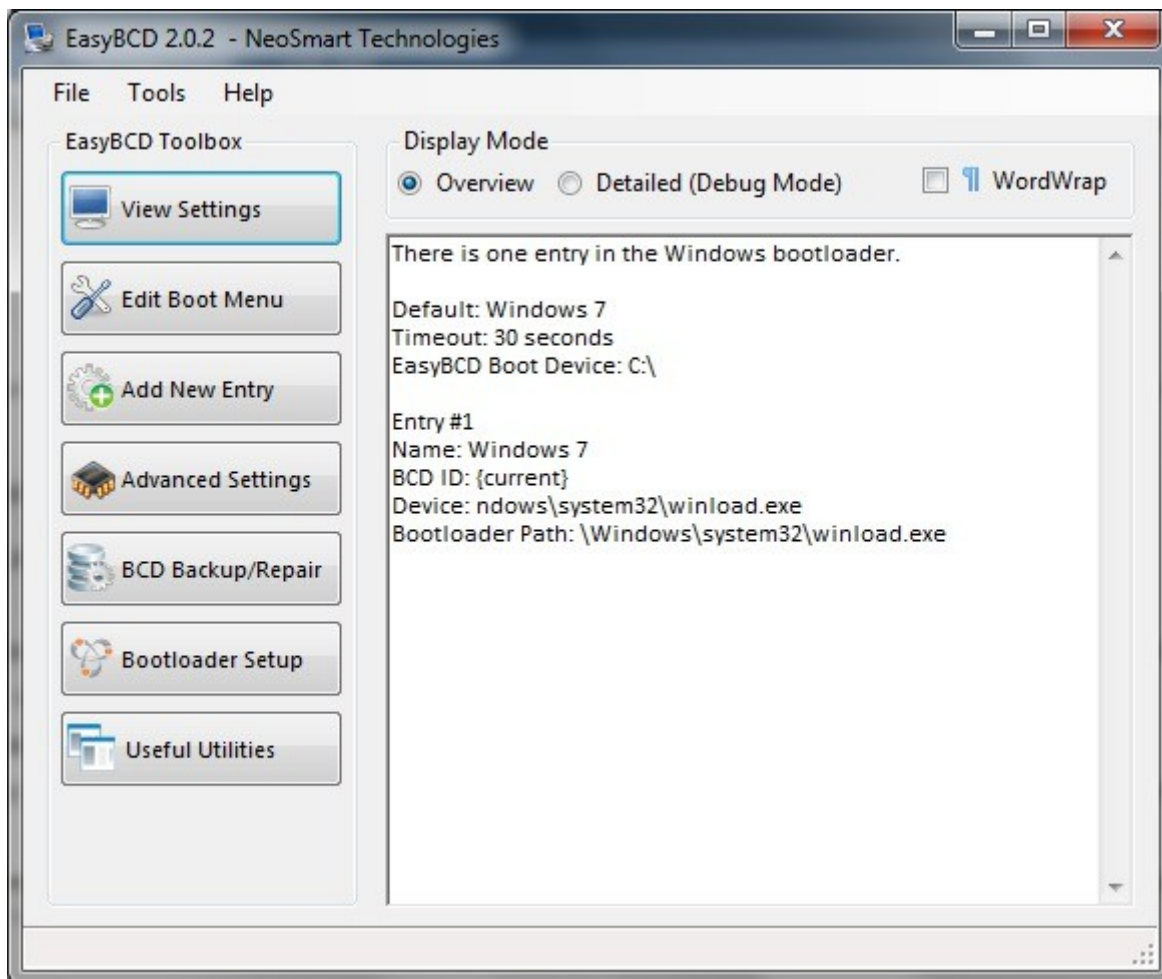 EasyBCD 2.0.2 - NeoSmart Technologies
File Tools Help
EasyBCD Toolbox
View Settings
Edit Boot Menu
Add New Entry
Advanced Settings
BCD Backup/Repair
Bootloader Setup
Useful Utilities
Display Mode
Overview Detailed (Debug Mode) ¶ WordWrap
There is one entry in the Windows bootloader.
Default: Windows 7
Timeout: 30 seconds
EasyBCD Boot Device: C:\
Entry #1
Name: Windows 7
BCD ID: {current}
Device: ndows\system32\winload.exe
Bootloader Path: \Windows\system32\winload.exe